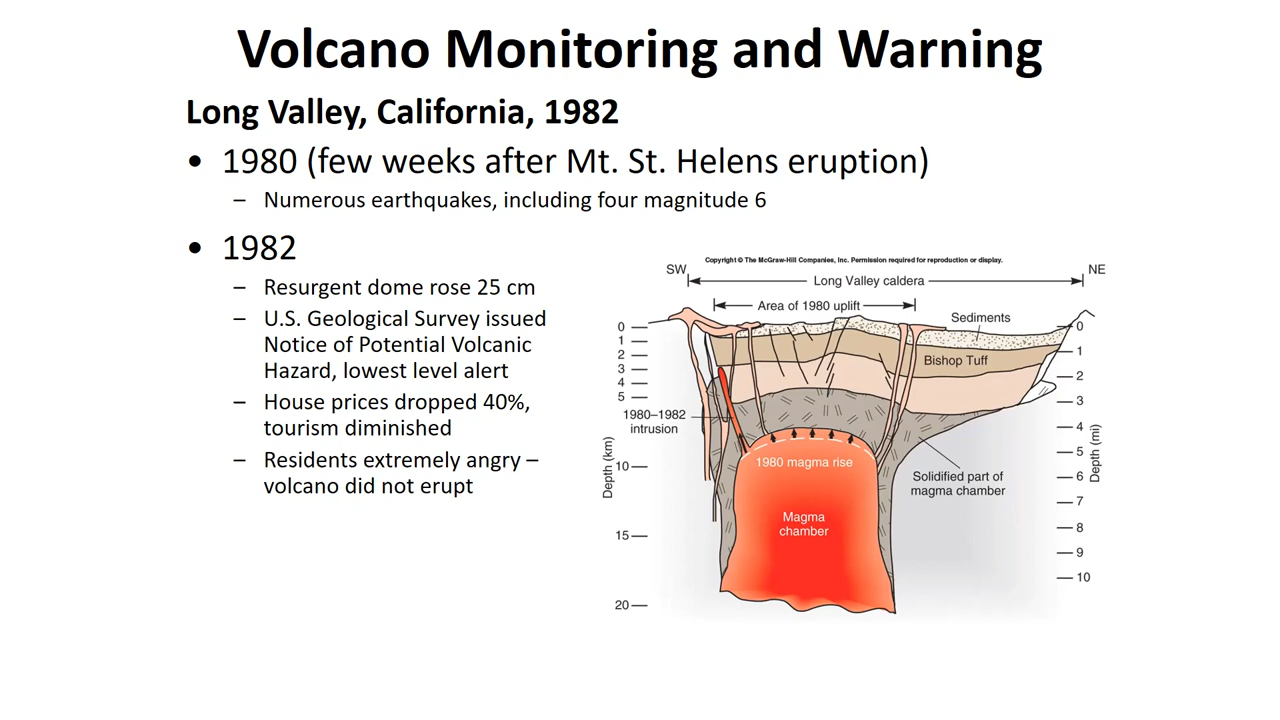 Volcano Monitoring and Warning
Long Valley, California, 1982
• 1980 (few weeks after Mt. St. Helens eruption)
– Numerous earthquakes, including four magnitude 6
• 1982
– Resurgent dome rose 25 cm
– U.S. Geological Survey issued
Notice of Potential Volcanic
Hazard, lowest level alert
– House prices dropped 40%,
tourism diminished
– Residents extremely angry –
volcano did not erupt
Copyright © The McGraw-Hill Companies, Inc. Permission required for reproduction or display.
SW
NE
Long Valley caldera
Area of 1980 uplift
Sediments
Bishop Tuff
1980–1982
intrusion
1980 magma rise
Solidified part of
magma chamber
Magma
chamber
Depth (km)
0
1
2
3
4
5
10
15
20
Depth (mi)
0
1
2
3
4
5
6
7
8
9
10